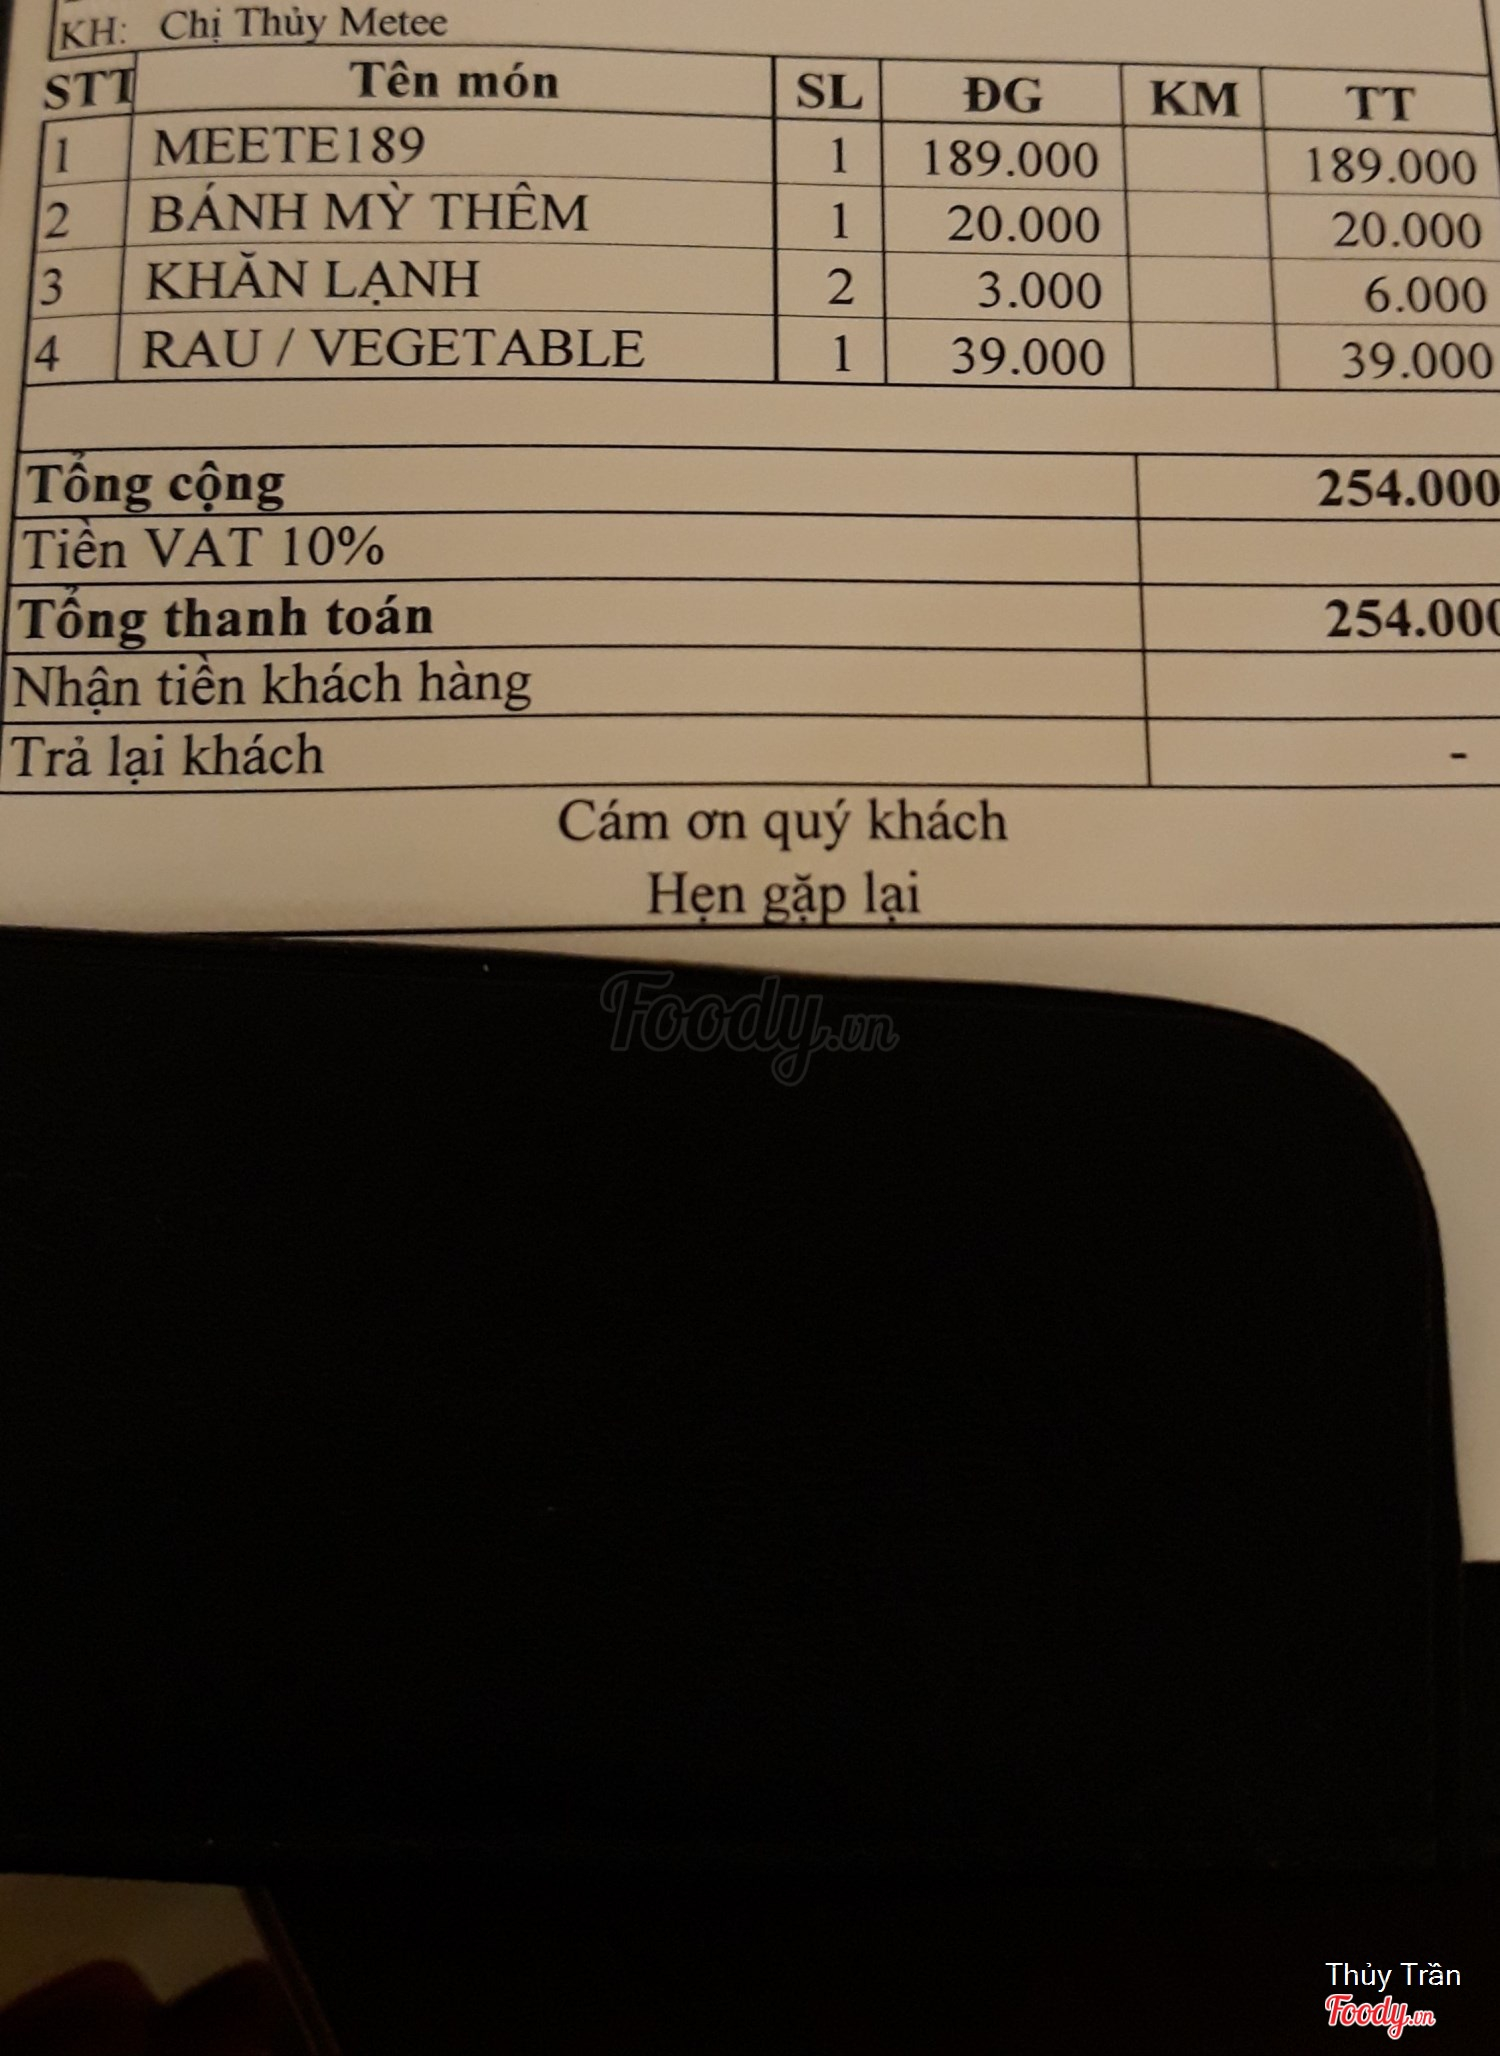 KH: Chị Thủy Metee
STT Tên món SL ĐG KM TT
1 MEETE189 1 189.000 189.000
2 BÁNH MỲ THÊM 1 20.000 20.000
3 KHĂN LẠNH 2 3.000 6.000
4 RAU / VEGETABLE 1 39.000 39.000
Tổng cộng 254.000
Tiền VAT 10%
Tổng thanh toán 254.000
Nhận tiền khách hàng
Trả lại khách -
Cám ơn quý khách
Hẹn gặp lại
Foody.vn
Thủy Trần
Foody.vn